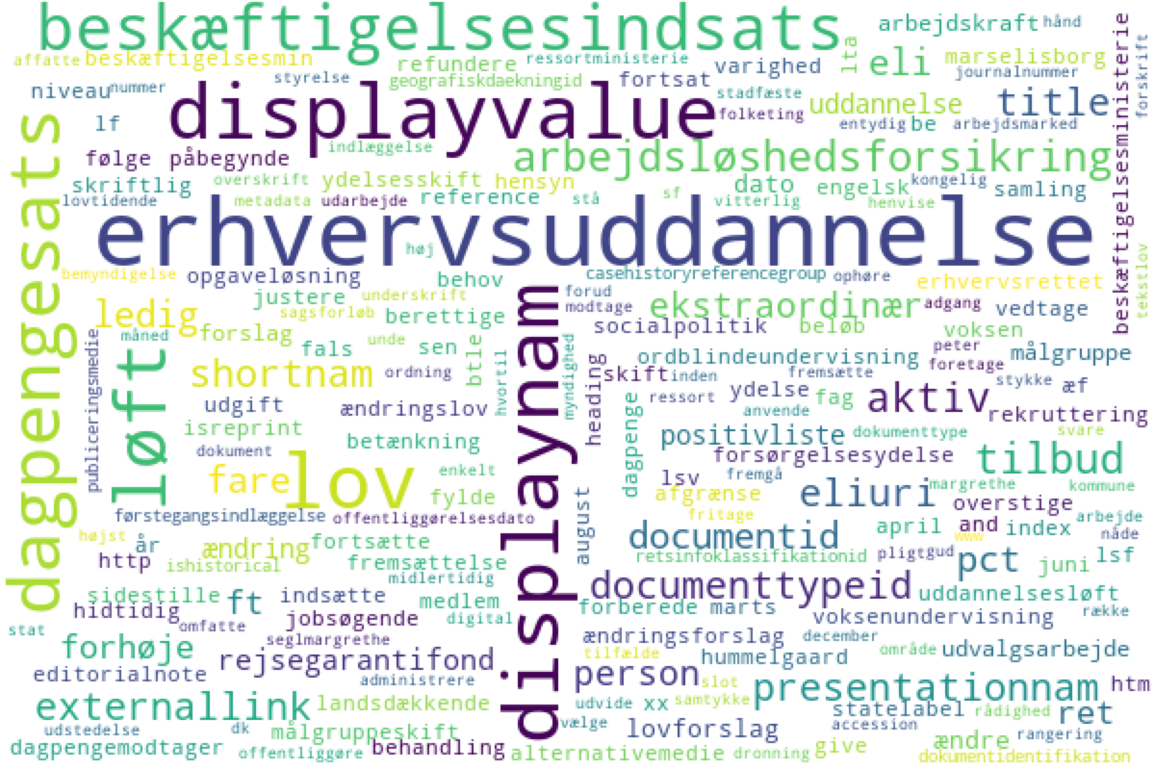 beskæftigelsesindsats
arbejdskraft
hånd
affatte
beskæftigelsesmin
refundere
ressortministerie
varighed
lta
eli
marselisborg
niveau
nummer
styrelse
geografiskdaekningid
fortsat
stadfæste
journalnummer
beskæftigelsesministerie
forskrift
lf
displayvalue
folketing
uddannelse
title
entydig
be
arbejdsmarked
følge
påbegynde
indlæggelse
arbejdsløshedsforsikring
dagpengesats
skriftlig
overskrift
ydelsesskift
hensyn
dato
engelsk
kongelig
samling
lovtidende
metadata
udarbejde
reference
stå
sf
vitterlig
henvise
erhvervsuddannelse
høj
tekstlov
bemyndigelse
opgaveløsning
behov
casehistoryreferencegroup
ophøre
erhvervsrettet
justere
underskrift
displaynam
forud
modtage
ekstraordinær
adgang
vedtage
ledig
sagsforløb
berettige
socialpolitik
beløb
voksen
publiceringsmedie
måned
forslag
fals
unde
sen
btle
hvortil
myndighed
ordblindeundervisning
peter
målgruppe
løft
shortnam
ordning
heading
skift
inden
fremsætte
foretage
stykke
æf
udgift
ændringslov
dagpenge
ressort
ydelse
anvende
fag
aktiv
rekruttering
isreprint
betænkning
positivliste
dokumenttype
svare
dokument
enkelt
forsørgelsesydelse
tilbud
fare
lov
fylde
lsv
fremgå
afgrænse
eliuri
margrethe
kommune
overstige
førstegangsindlæggelse
offentliggørelsesdato
august
fritage
april
and
index
arbejde
højst
år
ændring
fortsætte
documentid
www
nåde
http
ishistorical
fremsættelse
retsinfoklassifikationid
pligtgud
pct
juni
lsf
midlertidig
sidestille
ft
indsætte
medlem
documenttypeid
uddannelsesløft
hidtidig
omfatte
jobsøgende
digital
forberede
marts
voksenundervisning
række
stat
seglmargrethe
ændringsforslag
december
forhøje
rejsegarantifond
tilfælde
hummelgaard
område
udvalgsarbejde
editorialnote
administrere
person
slot
presentationnam
htm
externallink
landsdækkende
udvide
xx
samtykke
statelabel
rådighed
ret
udstedelse
dk
målgruppeskift
vælge
lovforslag
accession
rangering
dagpengemodtager
offentliggøre
behandling
alternativemedie
dronning
give
ændre
dokumentidentifikation